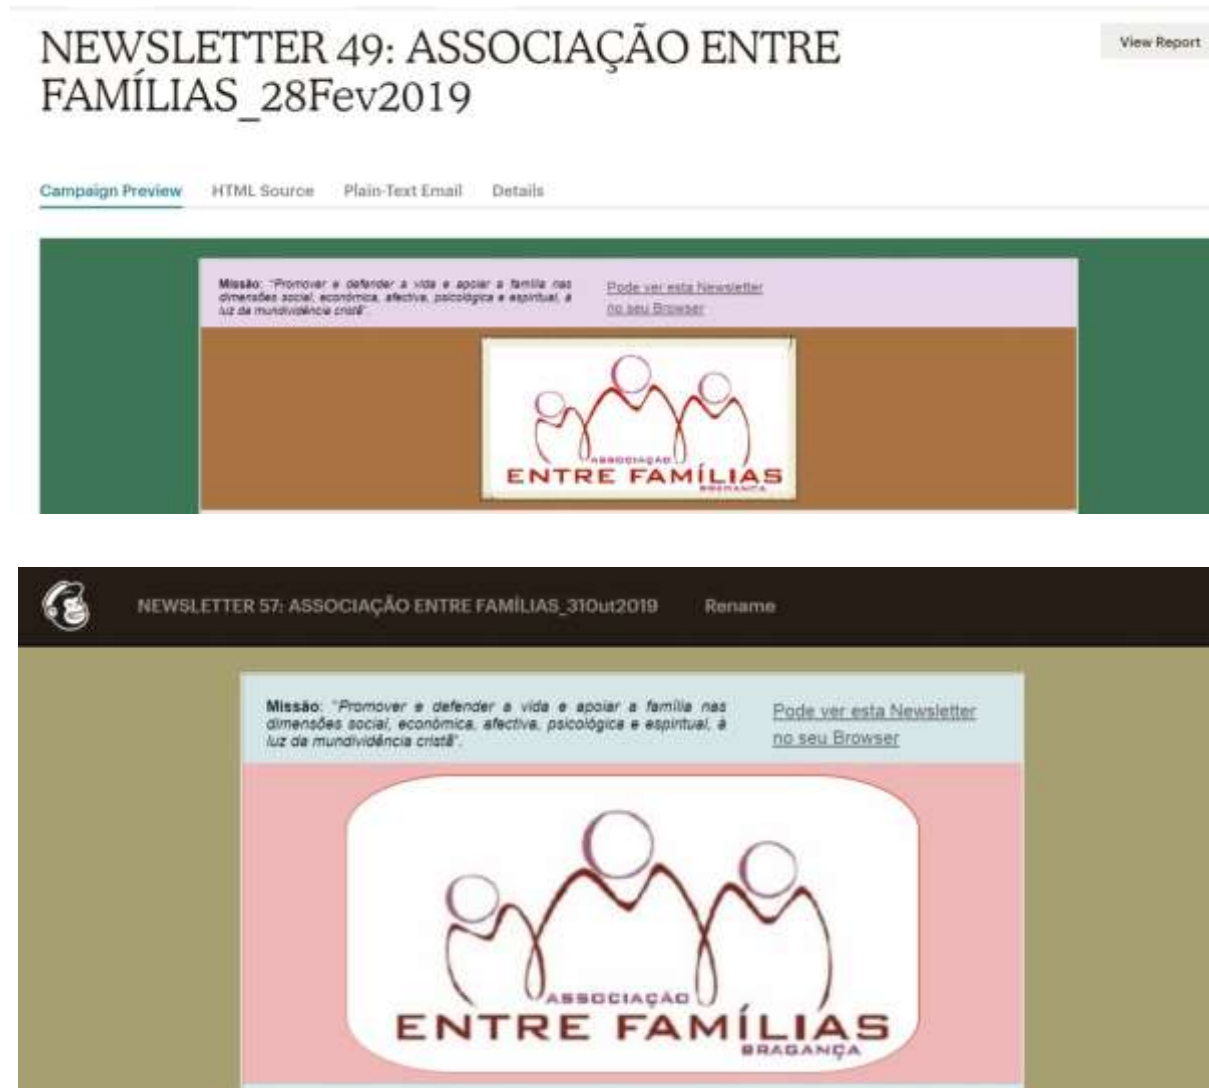 NEWSLETTER 49: ASSOCIAÇÃO ENTRE
FAMÍLIAS_28Fev2019
View Report
Campaign Preview HTML Source Plain-Text Email Details
Missão: "Promover e defender a vida e apoiar a família nas
dimensões social, económica, afectiva, psicológica e espiritual, à
luz da mundividência cristã".
Pode ver esta Newsletter
no seu Browser
ASSOCIAÇÃO
ENTRE FAMÍLIAS
BRAGANÇA
NEWSLETTER 57: ASSOCIAÇÃO ENTRE FAMÍLIAS_31Out2019 Rename
Missão: "Promover e defender a vida e apoiar a família nas
dimensões social, económica, afectiva, psicológica e espiritual, à
luz da mundividência cristã".
Pode ver esta Newsletter
no seu Browser
ASSOCIAÇÃO
ENTRE FAMÍLIAS
BRAGANÇA